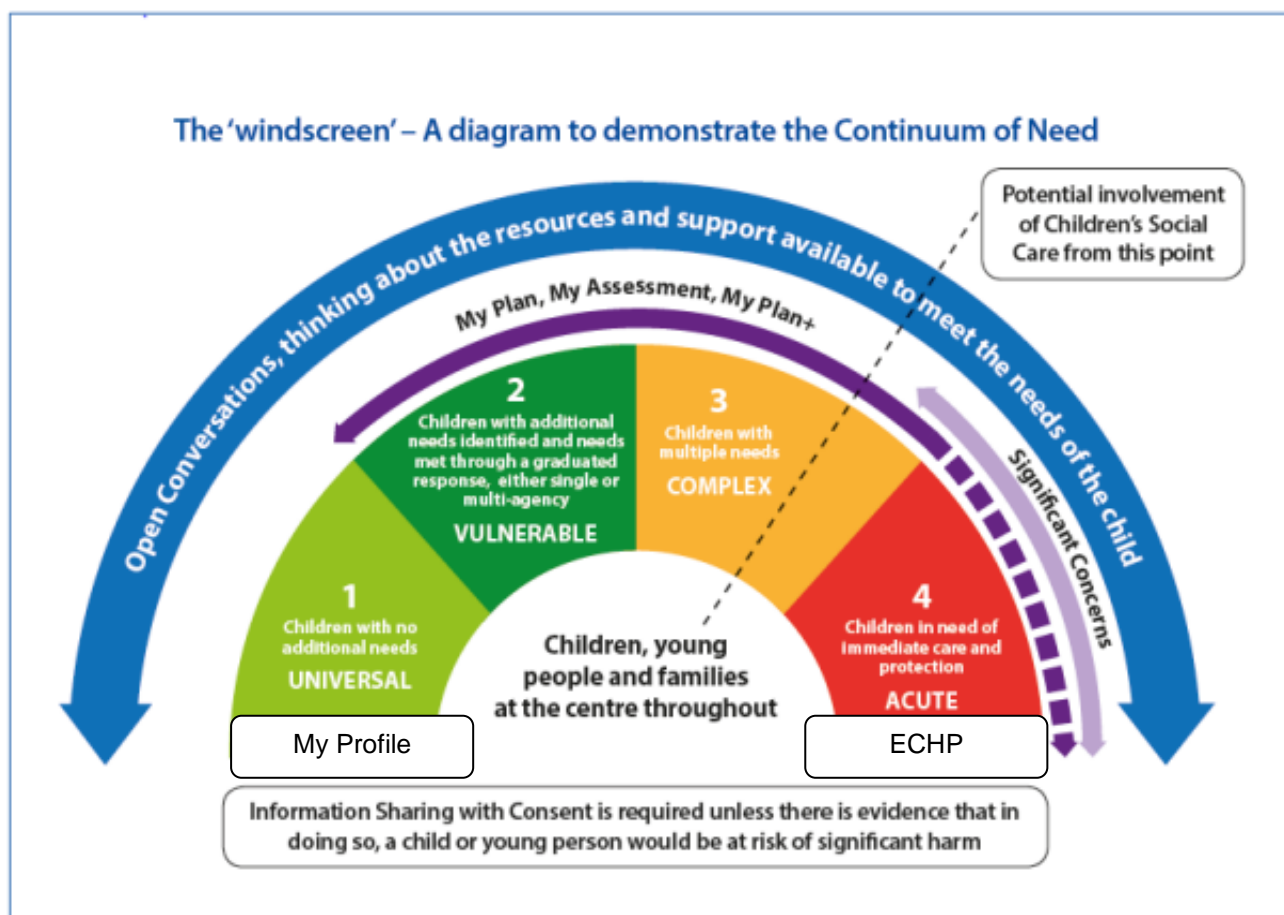 The 'windscreen' – A diagram to demonstrate the Continuum of Need
Potential involvement
of Children's Social
Care from this point
Open Conversations, thinking about the resources and support available to meet the needs of the child
My Plan, My Assessment, My Plan+
Significant Concerns
1
Children with no
additional needs
UNIVERSAL
2
Children with additional
needs identified and needs
met through a graduated
response, either single or
multi-agency
VULNERABLE
3
Children with
multiple needs
COMPLEX
4
Children in need of
immediate care and
protection
ACUTE
Children, young
people and families
at the centre throughout
My Profile
ECHP
Information Sharing with Consent is required unless there is evidence that in
doing so, a child or young person would be at risk of significant harm